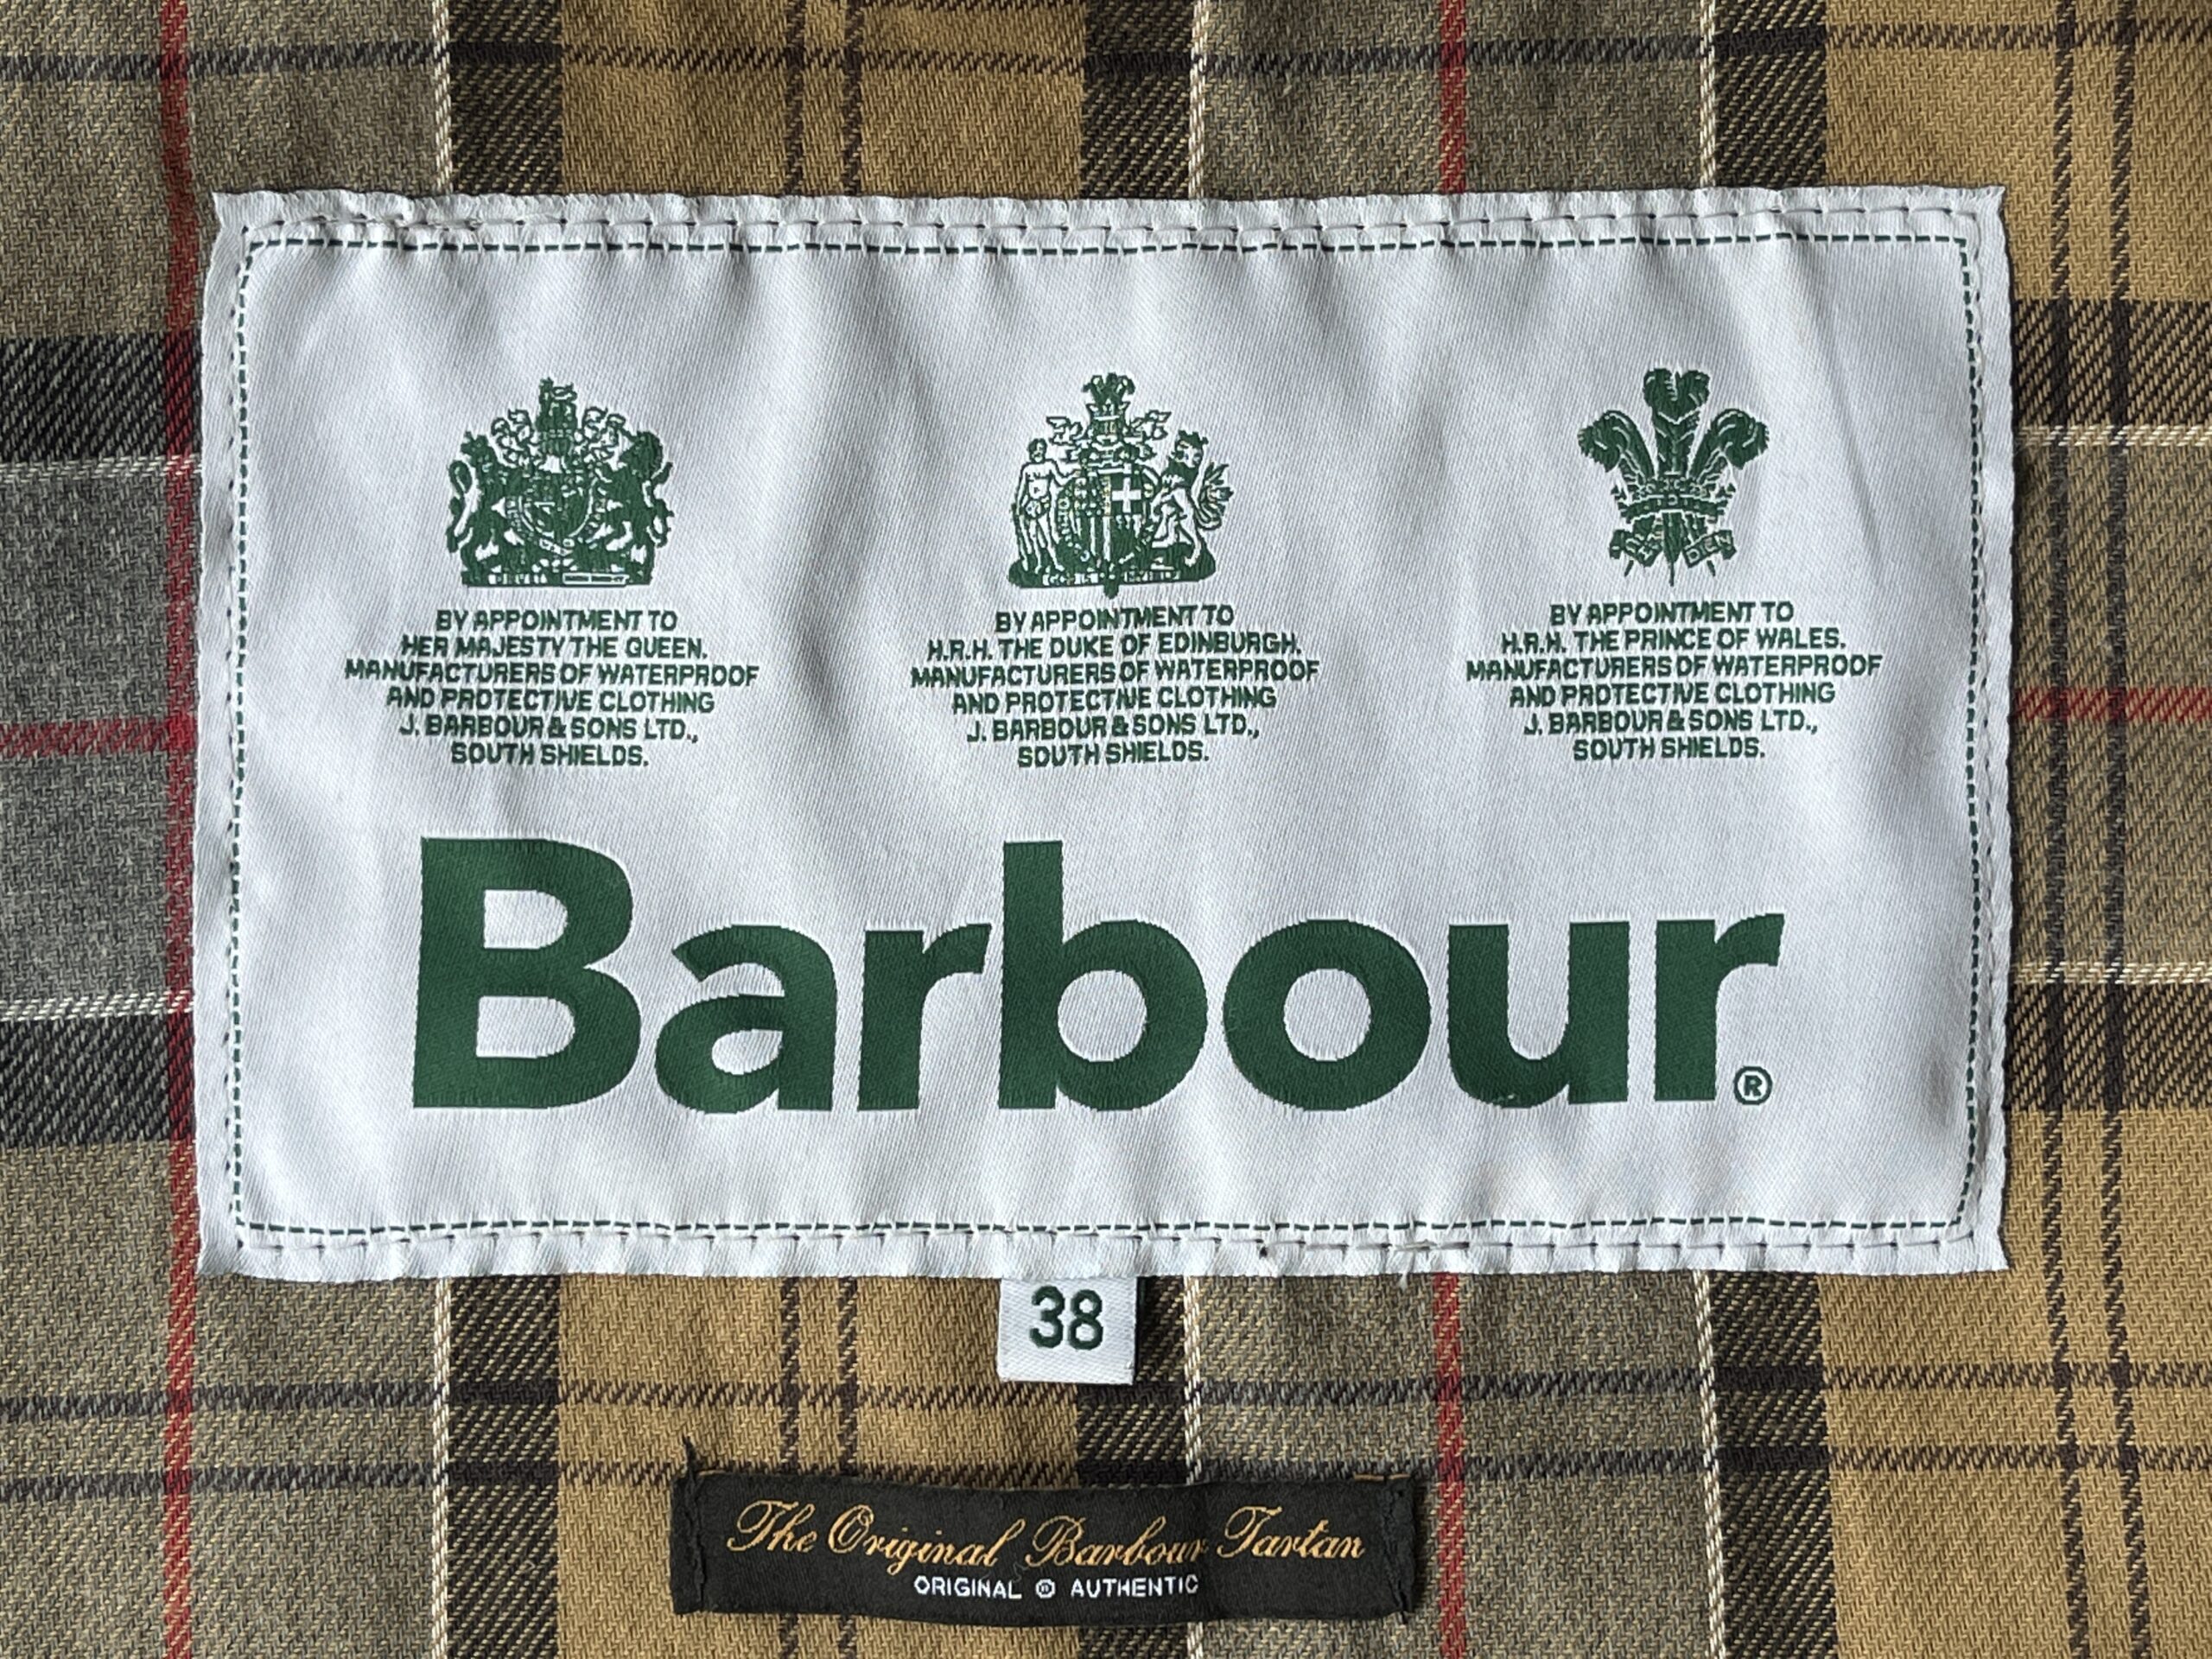 BY APPOINTMENT TO
HER MAJESTY THE QUEEN.
MANUFACTURERS OF WATERPROOF
AND PROTECTIVE CLOTHING
J. BARBOUR & SONS LTD.,
SOUTH SHIELDS.
BY APPOINTMENT TO
H.R.H. THE DUKE OF EDINBURGH.
MANUFACTURERS OF WATERPROOF
AND PROTECTIVE CLOTHING
J. BARBOUR & SONS LTD.,
SOUTH SHIELDS.
DIEN
BY APPOINTMENT TO
H.R.H. THE PRINCE OF WALES.
MANUFACTURERS OF WATERPROOF
AND PROTECTIVE CLOTHING
J. BARBOUR & SONS LTD.,
SOUTH SHIELDS.
Barbour®
38
The Original Barbour Tartan
ORIGINAL ® AUTHENTIC